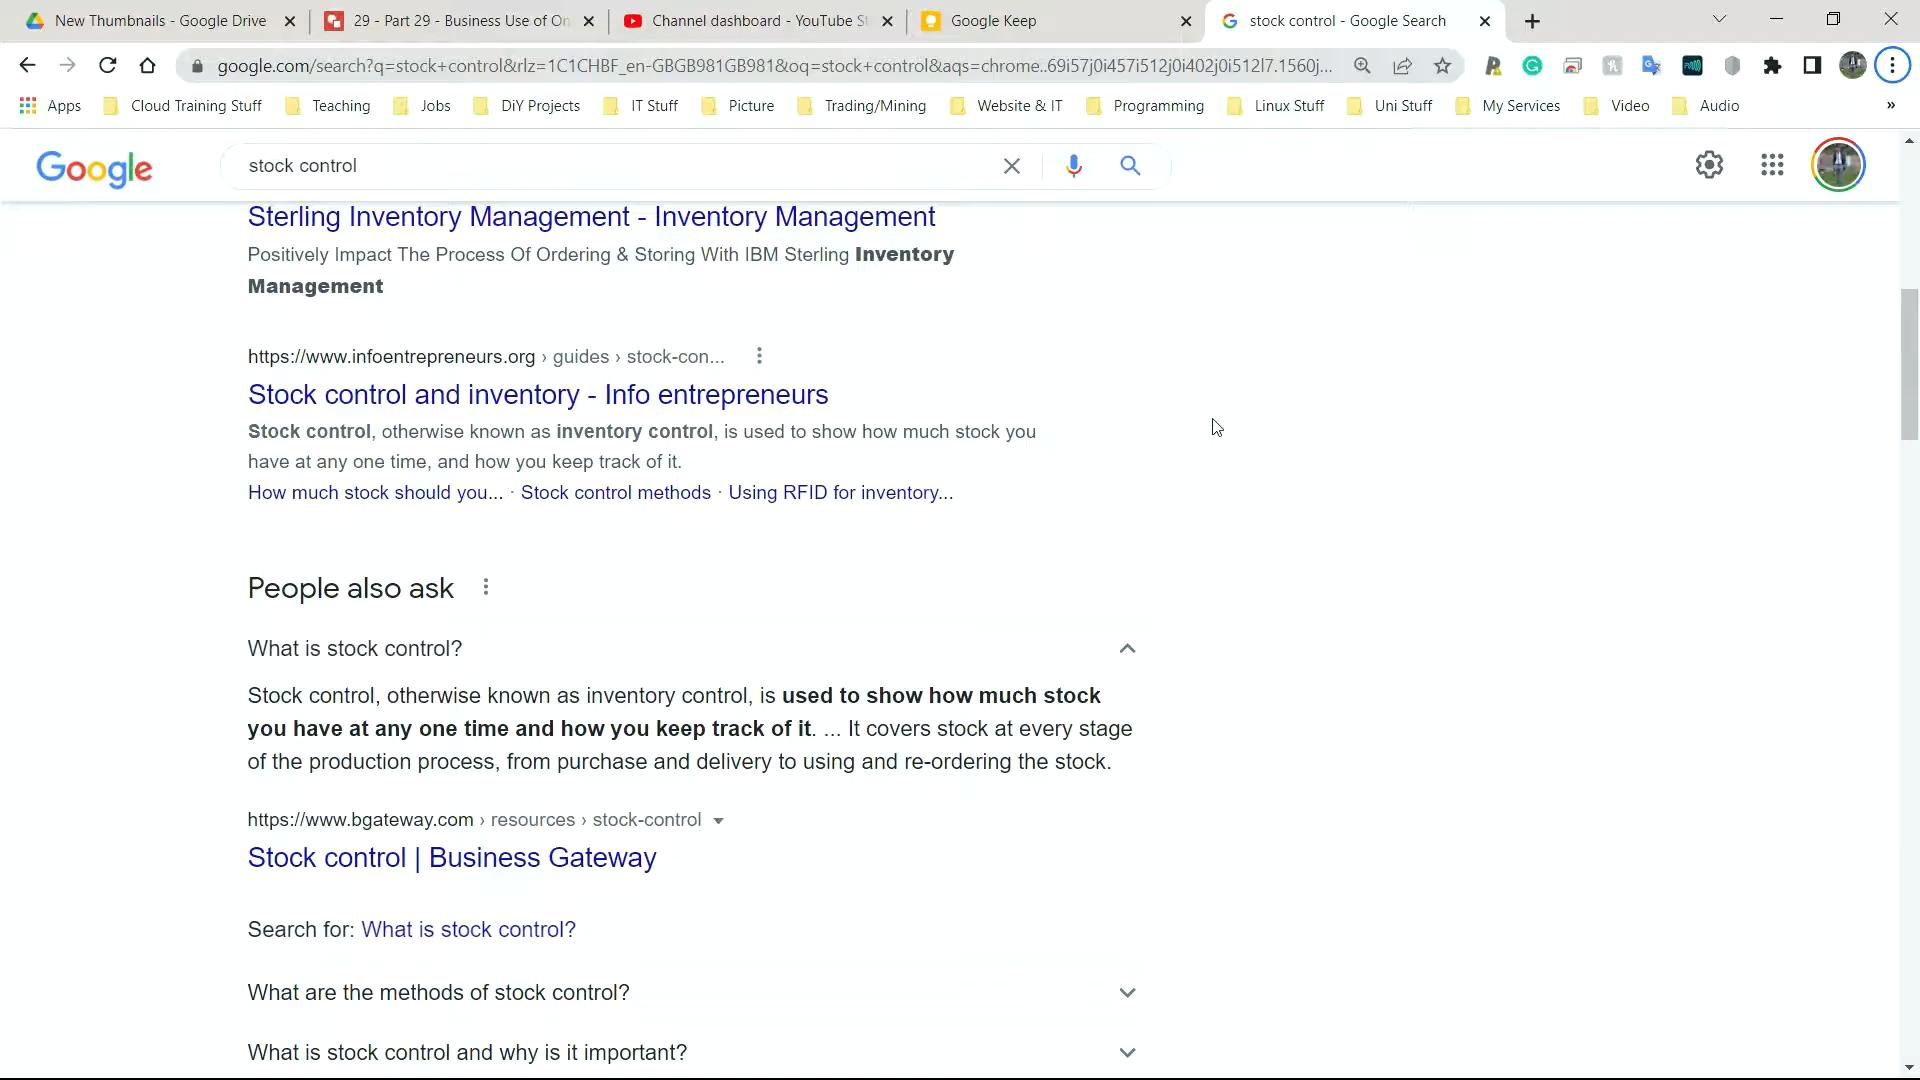 New Thumbnails - Google Drive
29 - Part 29 - Business Use of On
Channel dashboard - YouTube St
Google Keep
stock control - Google Search
google.com/search?q=stock+control&rlz=1C1CHBF_en-GBGB981GB981&oq=stock+control&aqs=chrome..69i57j0i457i512j0i402j0i512l7.1560j...
Apps
Cloud Training Stuff
Teaching
Jobs
DiY Projects
IT Stuff
Picture
Trading/Mining
Website & IT
Programming
Linux Stuff
Uni Stuff
My Services
Video
Audio
»
Google
stock control
Sterling Inventory Management - Inventory Management
Positively Impact The Process Of Ordering & Storing With IBM Sterling Inventory
Management
https://www.infoentrepreneurs.org › guides › stock-con...
Stock control and inventory - Info entrepreneurs
Stock control, otherwise known as inventory control, is used to show how much stock you
have at any one time, and how you keep track of it.
How much stock should you... · Stock control methods · Using RFID for inventory...
People also ask
What is stock control?
Stock control, otherwise known as inventory control, is used to show how much stock
you have at any one time and how you keep track of it. ... It covers stock at every stage
of the production process, from purchase and delivery to using and re-ordering the stock.
https://www.bgateway.com › resources › stock-control
Stock control | Business Gateway
Search for: What is stock control?
What are the methods of stock control?
What is stock control and why is it important?